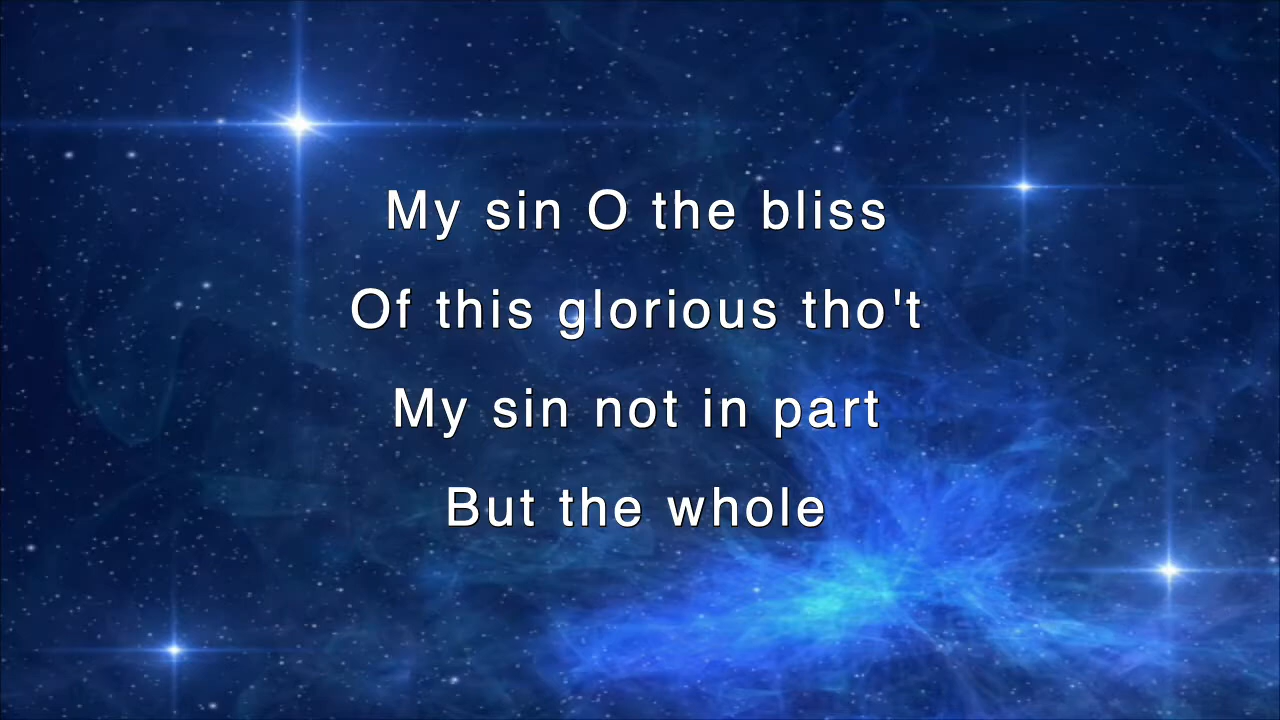 My sin O the bliss
Of this glorious tho't
My sin not in part
But the whole